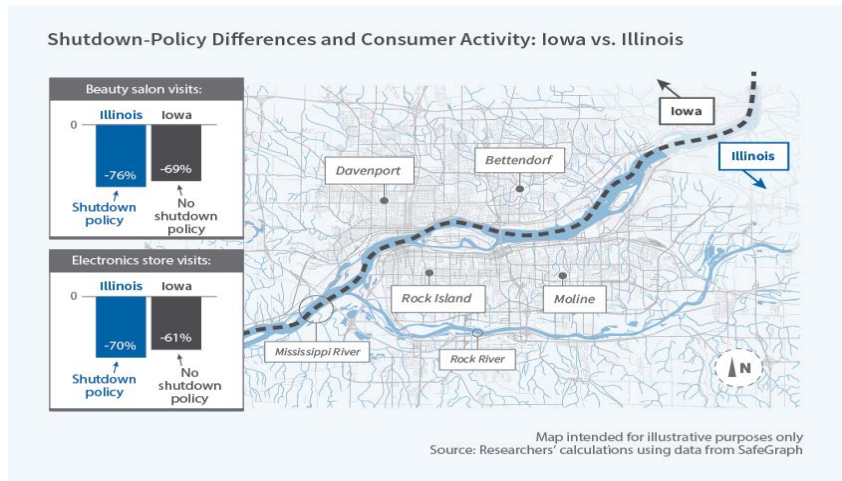 Shutdown-Policy Differences and Consumer Activity: Iowa vs. Illinois
Beauty salon visits:
Illinois Iowa
0
-76% -69%
Shutdown
policy
No
shutdown
policy
Electronics store visits:
Illinois Iowa
0
-70% -61%
Shutdown
policy
No
shutdown
policy
Iowa
Illinois
Bettendorf
Davenport
Rock Island
Moline
Mississippi River
Rock River
N
Map intended for illustrative purposes only
Source: Researchers' calculations using data from SafeGraph